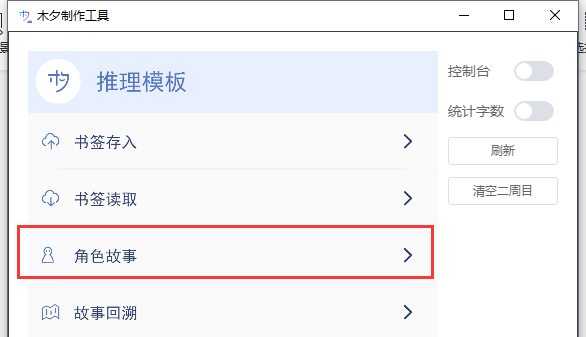 木夕制作工具
推理模板
控制台
统计字数
刷新
清空二周目
书签存入
书签读取
角色故事
故事回溯